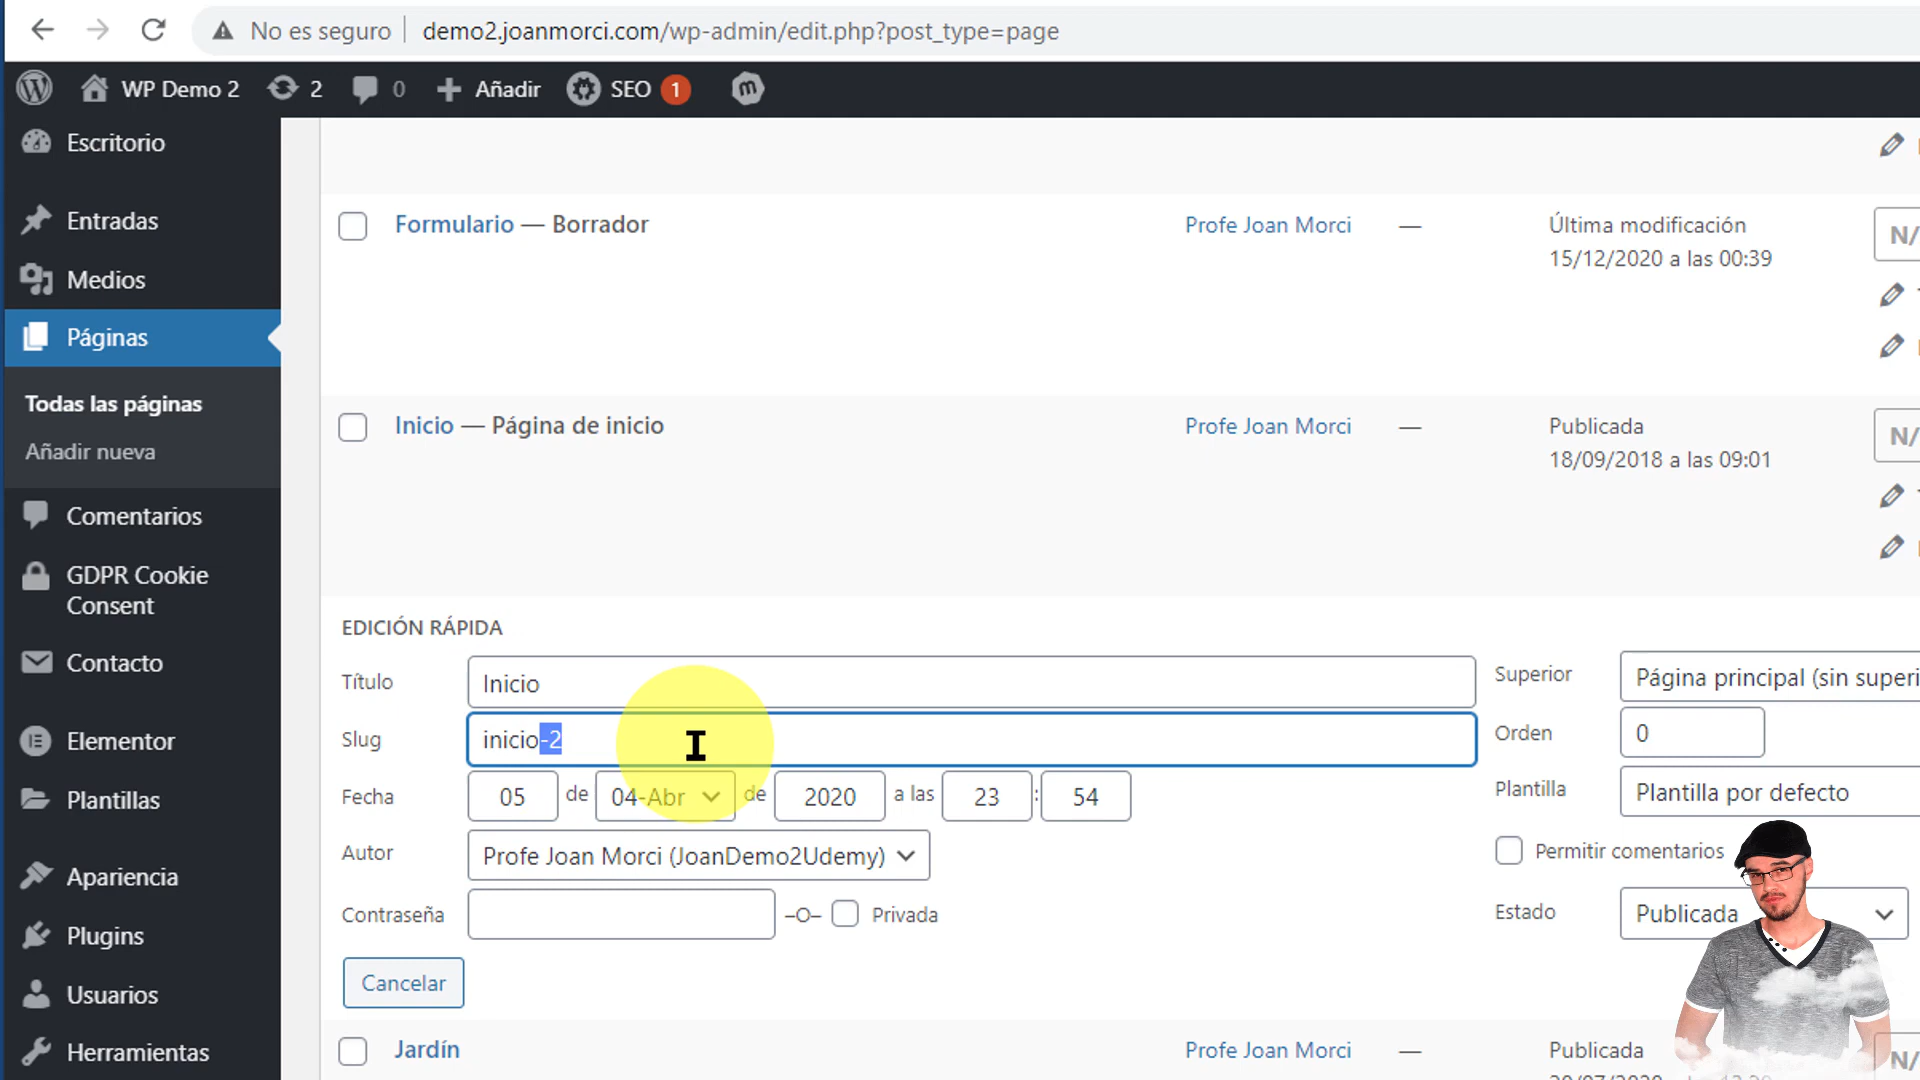 No es seguro demo2.joanmorci.com/wp-admin/edit.php?post_type=page
WP Demo 2 2 0 Añadir SEO 1
Escritorio
Entradas
Medios
Páginas
Todas las páginas
Añadir nueva
Comentarios
GDPR Cookie
Consent
Contacto
Elementor
Plantillas
Apariencia
Plugins
Usuarios
Herramientas
Formulario — Borrador Profe Joan Morci — Última modificación N/
15/12/2020 a las 00:39
Inicio — Página de inicio Profe Joan Morci — Publicada N/
18/09/2018 a las 09:01
EDICIÓN RÁPIDA
Título Inicio
Slug inicio-2
Fecha 05 de 04-Abr de 2020 a las 23 : 54
Autor Profe Joan Morci (JoanDemo2Udemy)
Contraseña –O– Privada
Cancelar
Superior Página principal (sin superi
Orden 0
Plantilla Plantilla por defecto
Permitir comentarios
Estado Publicada
Jardín Profe Joan Morci — Publicada N/